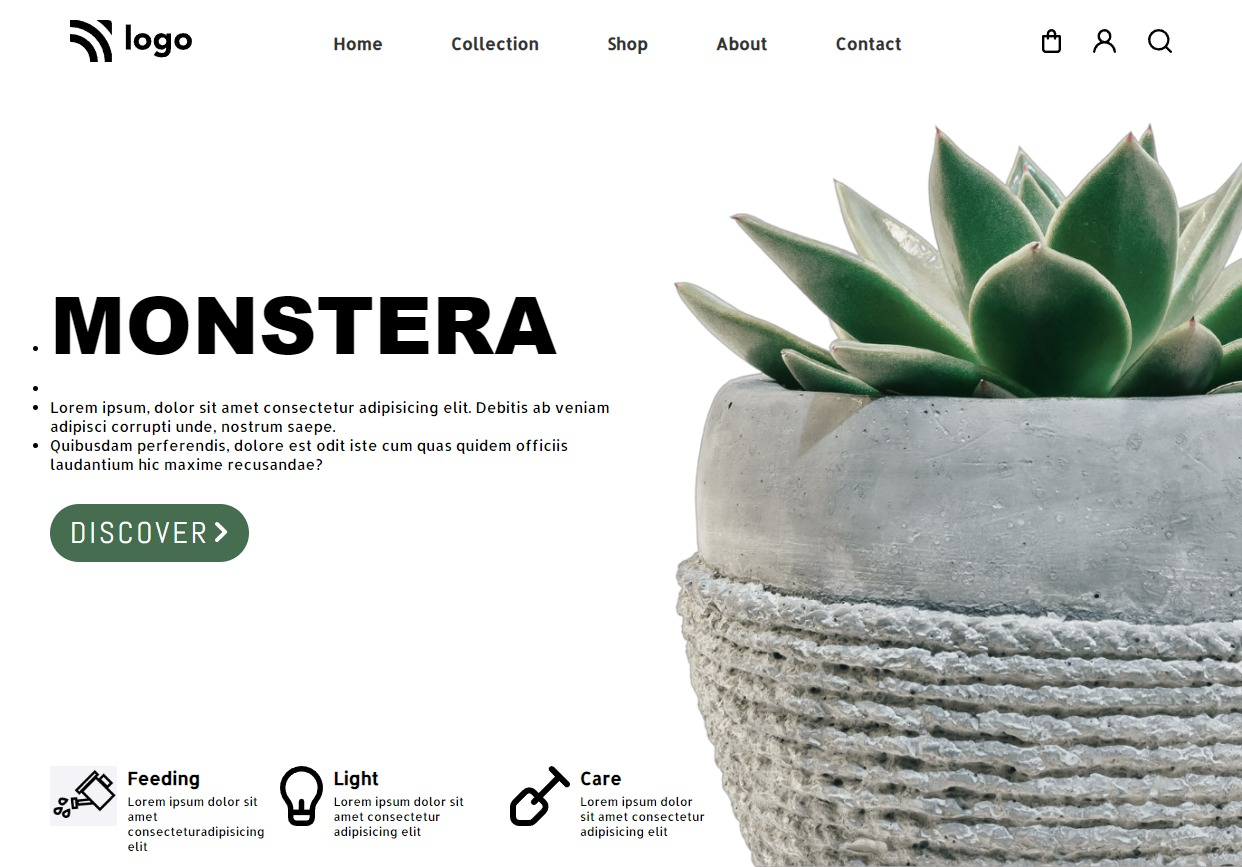 logo
Home Collection Shop About Contact
MONSTERA
Lorem ipsum, dolor sit amet consectetur adipisicing elit. Debitis ab veniam
adipisci corrupti unde, nostrum saepe.
Quibusdam perferendis, dolore est odit iste cum quas quidem officiis
laudantium hic maxime recusandae?
DISCOVER
Feeding
Lorem ipsum dolor sit
amet
consecteturadipisicing
elit
Light
Lorem ipsum dolor sit
amet consectetur
adipisicing elit
Care
Lorem ipsum dolor
sit amet consectetur
adipisicing elit